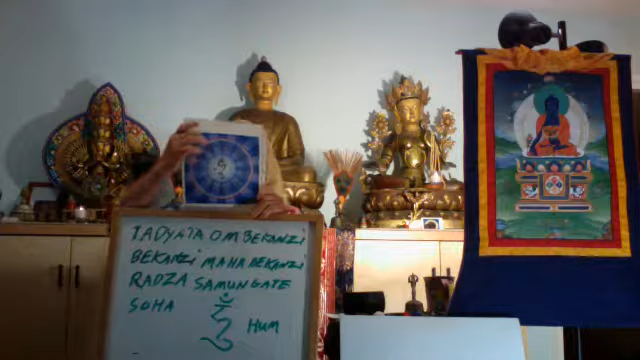 TADYATA OM BEKANZI
BEKANZI MAHA BEKANZI
RADZA SAMUNGATE
SOHA
HUM